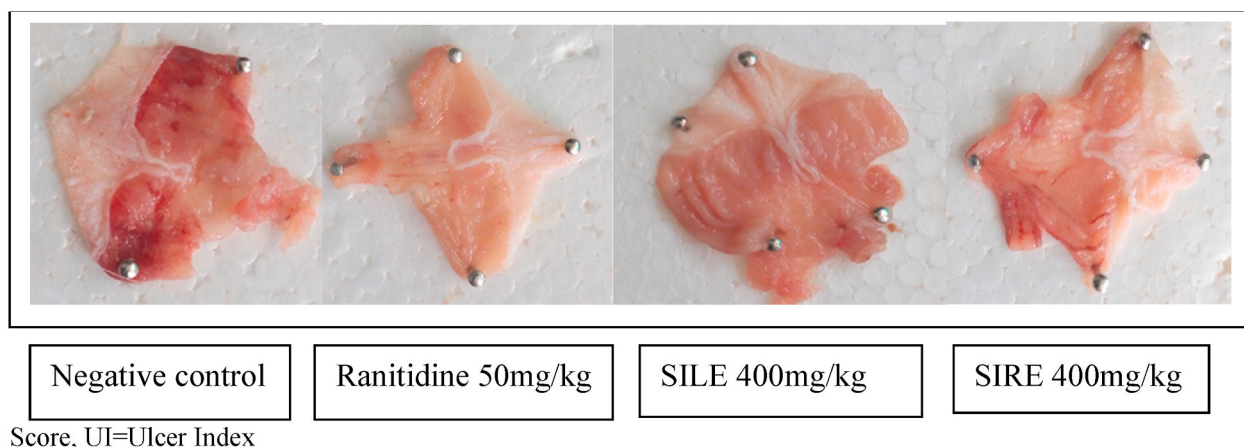 Negative control
Ranitidine 50mg/kg
SILE 400mg/kg
SIRE 400mg/kg
Score, UI=Ulcer Index